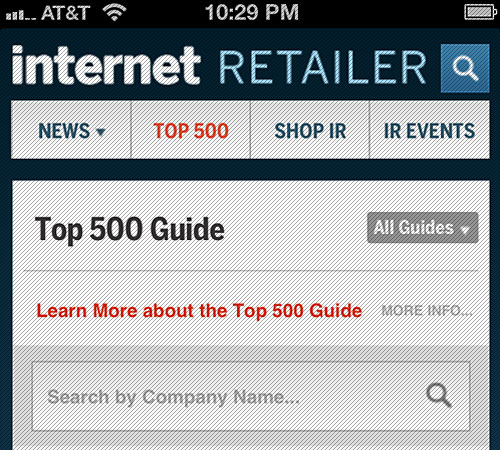 AT&T 10:29 PM
internet RETAILER
NEWS TOP 500 SHOP IR IR EVENTS
Top 500 Guide All Guides
Learn More about the Top 500 Guide MORE INFO...
Search by Company Name...